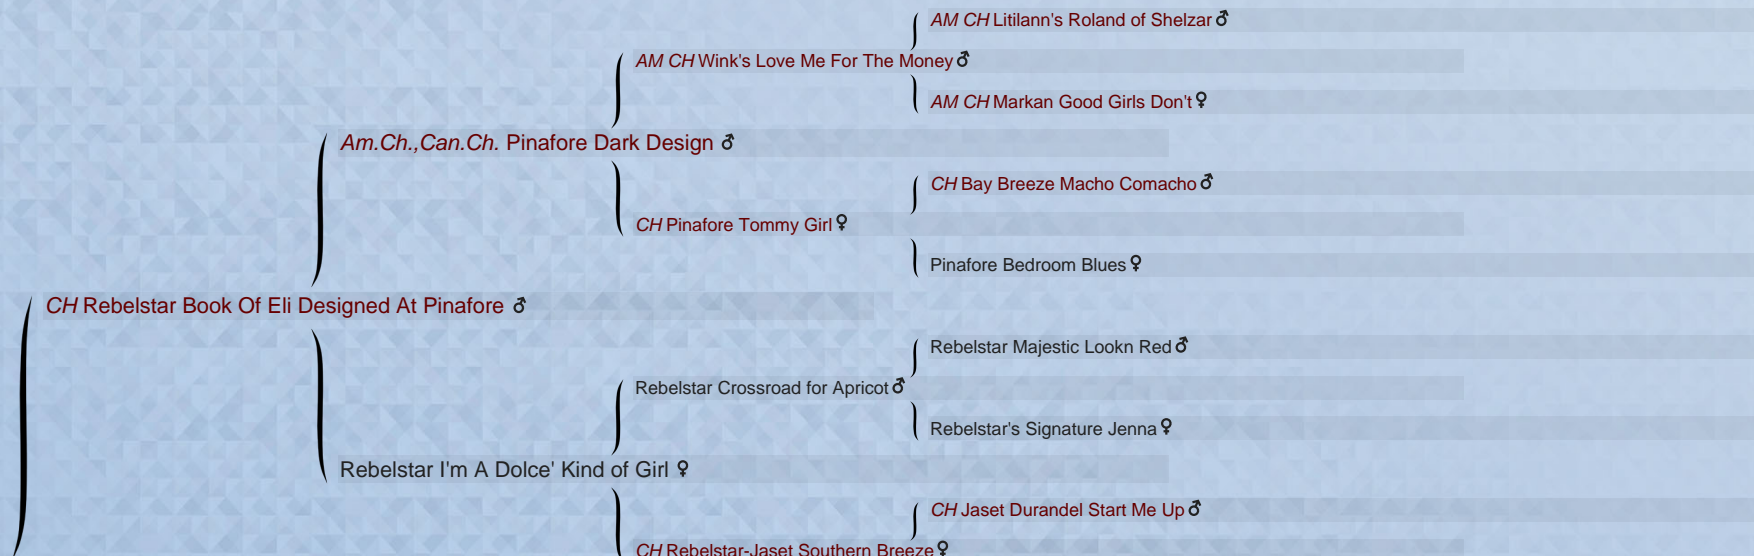 AM CH Litilann's Roland of Shelzar♂
AM CH Wink's Love Me For The Money♂
AM CH Markan Good Girls Don't♀
Am.Ch.,Can.Ch. Pinafore Dark Design ♂
CH Bay Breeze Macho Comacho♂
CH Pinafore Tommy Girl♀
Pinafore Bedroom Blues♀
CH Rebelstar Book Of Eli Designed At Pinafore ♂
Rebelstar Majestic Lookn Red♂
Rebelstar Crossroad for Apricot♂
Rebelstar's Signature Jenna♀
Rebelstar I'm A Dolce' Kind of Girl ♀
CH Jaset Durandel Start Me Up♂
CH Rebelstar-Jaset Southern Breeze♀